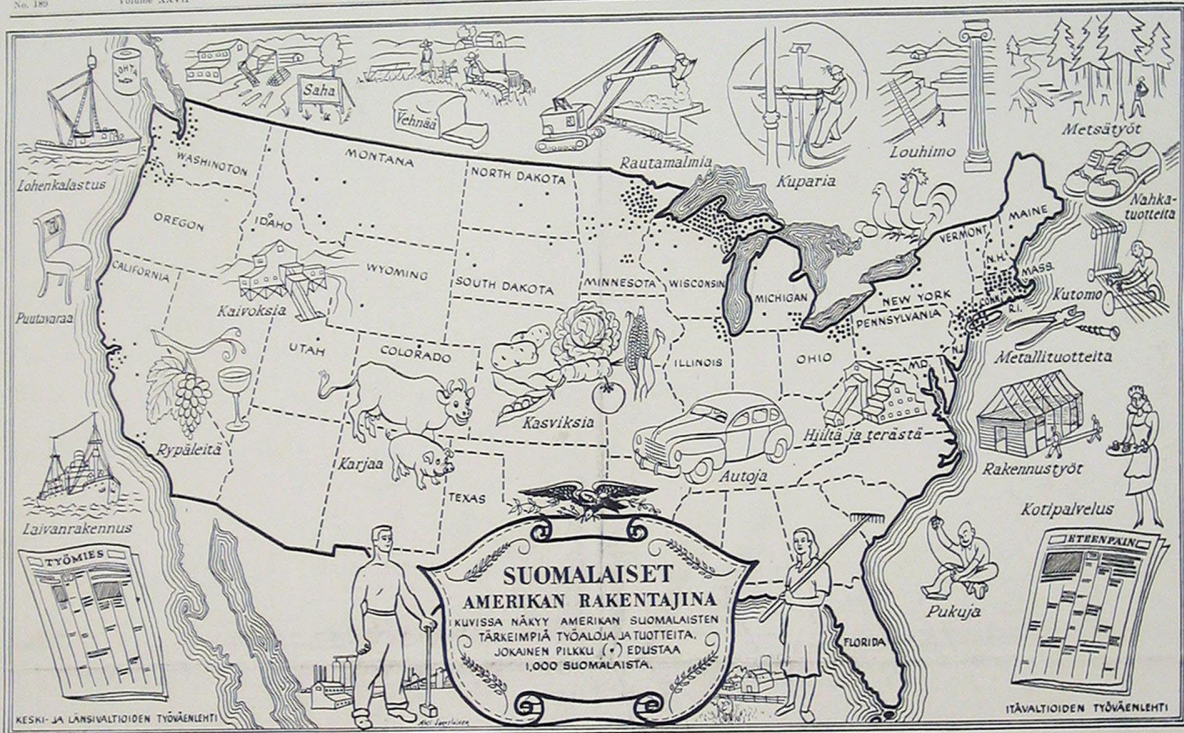 No. 189
Volume XXVII
LOHTA
Saha
Vehnää
Rautamalmia
Kuparia
Louhimo
Metsätyöt
Lohenkalastus
WASHINGTON
MONTANA
NORTH DAKOTA
MAINE
Nahka-
tuotteita
OREGON
IDAHO
VERMONT
N.H.
MASS.
WYOMING
SOUTH DAKOTA
MINNESOTA
WISCONSIN
MICHIGAN
NEW YORK
CONN.
R.I.
Kutomo
CALIFORNIA
Puutavaraa
Kaivoksia
PENNSYLVANIA
UTAH
COLORADO
ILLINOIS
OHIO
N.J.
MD.
Metallituotteita
Rypäleitä
Karjaa
Kasviksia
Autoja
Hiiltä ja terästä
Rakennustyöt
TEXAS
Laivanrakennus
Kotipalvelus
TYÖMIES
ETEENPÄIN
Pukuja
FLORIDA
SUOMALAISET
AMERIKAN RAKENTAJINA
KUVISSA NÄKYY AMERIKAN SUOMALAISTEN
TÄRKEIMPIÄ TYÖALOJA JA TUOTTEITA.
JOKAINEN PILKKU (•) EDUSTAA
1,000 SUOMALAISTA.
KESKI- JA LÄNSIVALTIOIDEN TYÖVÄENLEHTI
ITÄVALTIOIDEN TYÖVÄENLEHTI